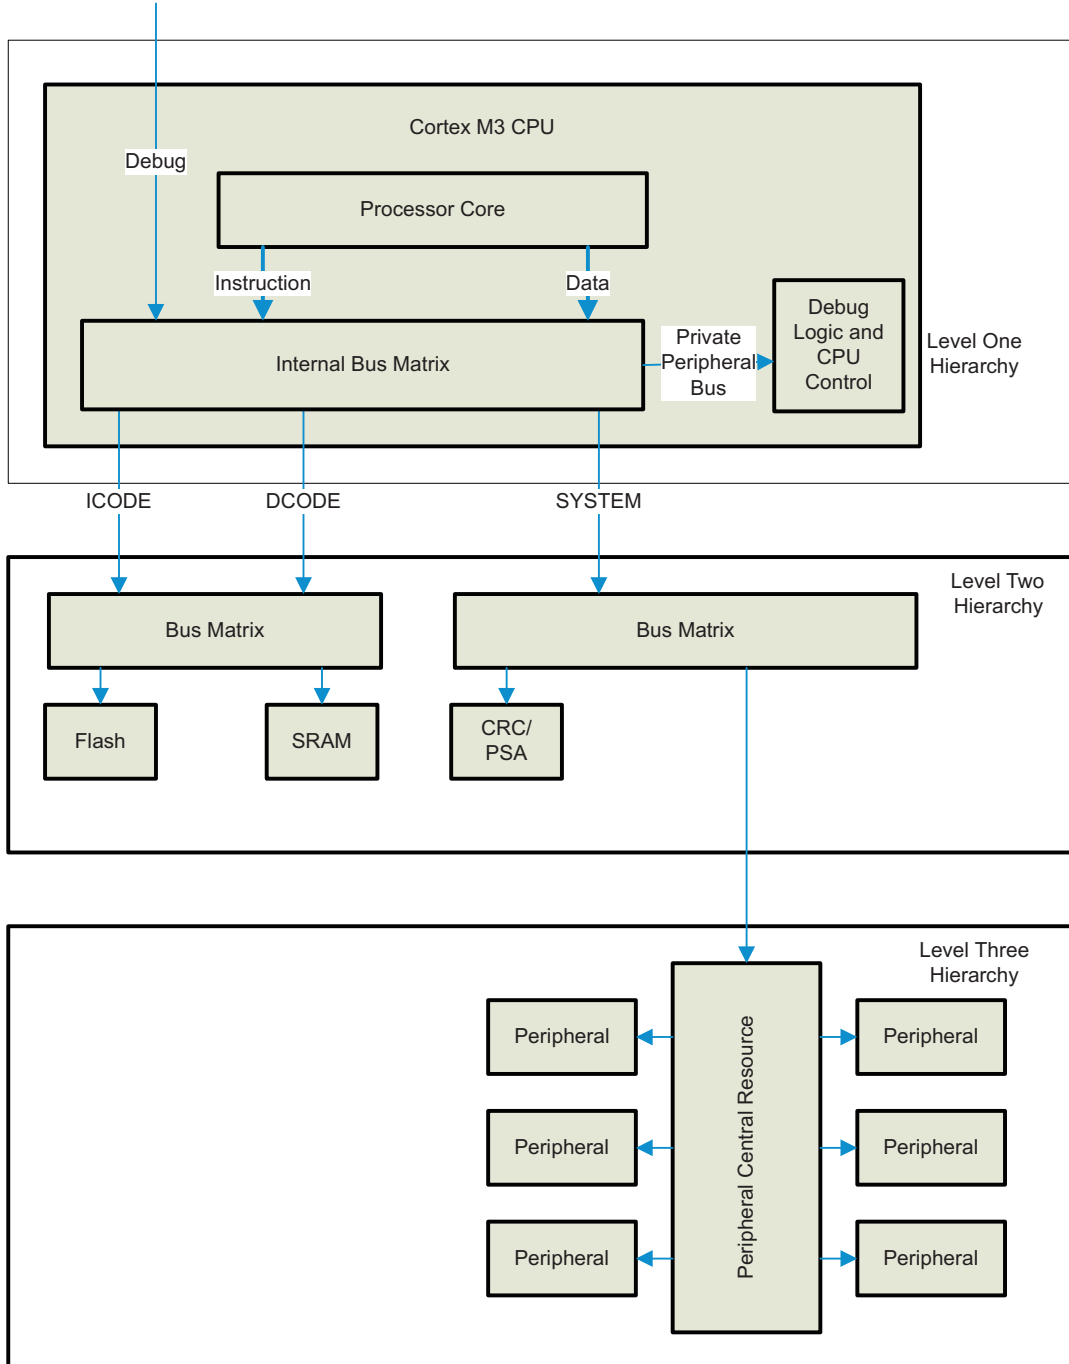 Cortex M3 CPU
Debug
Processor Core
Instruction
Data
Internal Bus Matrix
Private
Peripheral
Bus
Debug
Logic and
CPU
Control
Level One
Hierarchy
ICODE
DCODE
SYSTEM
Level Two
Hierarchy
Bus Matrix
Bus Matrix
Flash
SRAM
CRC/
PSA
Level Three
Hierarchy
Peripheral Central Resource
Peripheral
Peripheral
Peripheral
Peripheral
Peripheral
Peripheral